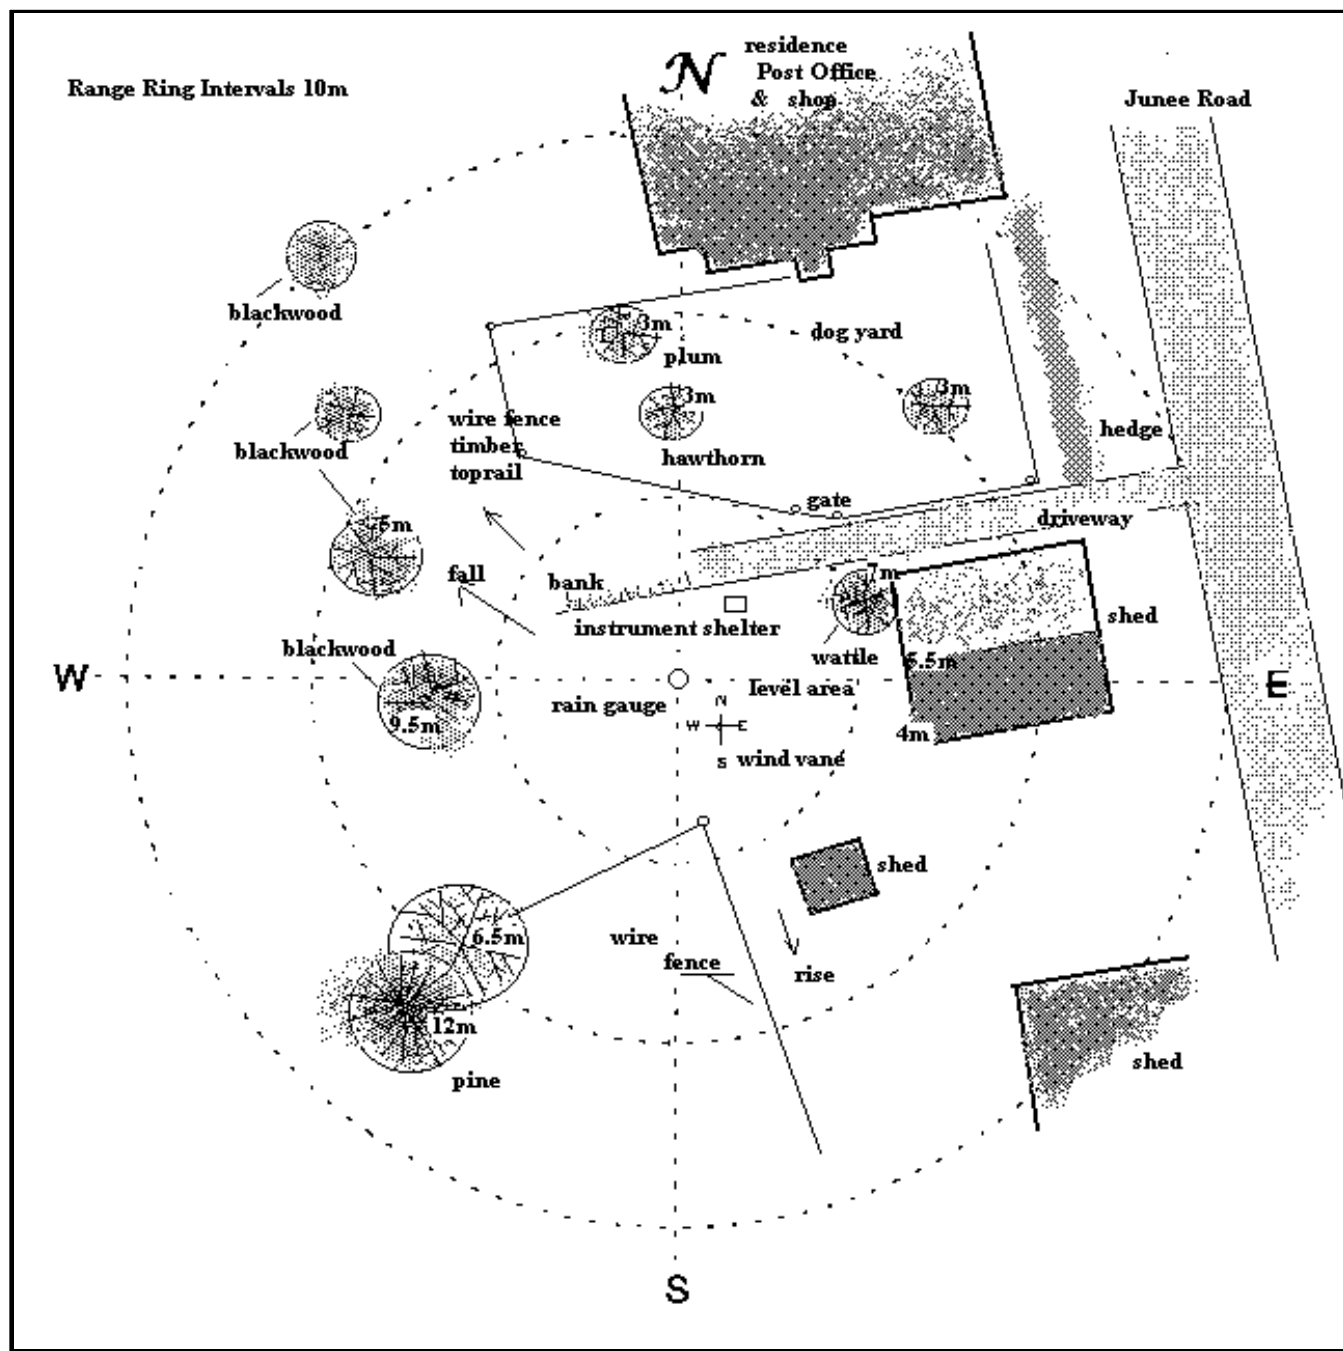 N
residence
Post Office
& shop
Range Ring Intervals 10m
Junee Road
blackwood
3m
plum
dog yard
3m
3m
wire fence
timber
toprail
hawthorn
hedge
blackwood
gate
5m
driveway
fall
bank
7m
instrument shelter
shed
blackwood
wattle
5.5m
W
E
level area
rain gauge
N
9.5m
W E
4m
S
wind vane
shed
6.5m
wire
fence
rise
12m
shed
pine
S